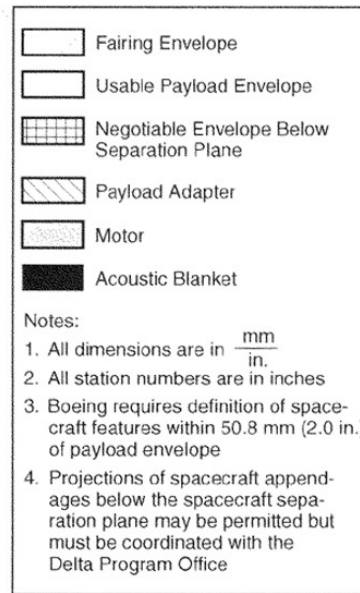 Fairing Envelope
Usable Payload Envelope
Negotiable Envelope Below
Separation Plane
Payload Adapter
Motor
Acoustic Blanket
Notes:
1. All dimensions are in mm/in.
2. All station numbers are in inches
3. Boeing requires definition of space-
craft features within 50.8 mm (2.0 in.
of payload envelope
4. Projections of spacecraft append-
ages below the spacecraft sepa-
ration plane may be permitted but
must be coordinated with the
Delta Program Office